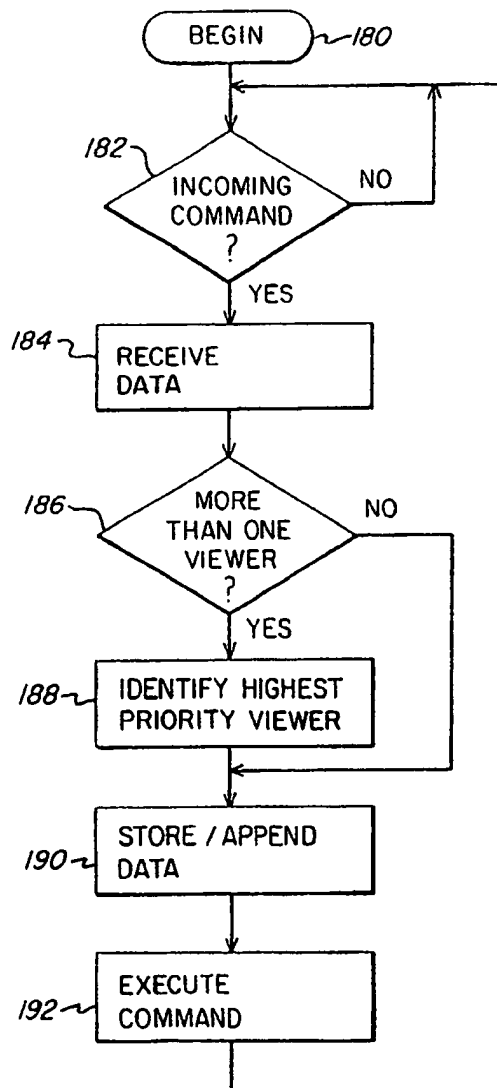 BEGIN
180
182
INCOMING
COMMAND
?
NO
YES
184
RECEIVE
DATA
186
MORE
THAN ONE
VIEWER
?
NO
YES
188
IDENTIFY HIGHEST
PRIORITY VIEWER
190
STORE / APPEND
DATA
192
EXECUTE
COMMAND